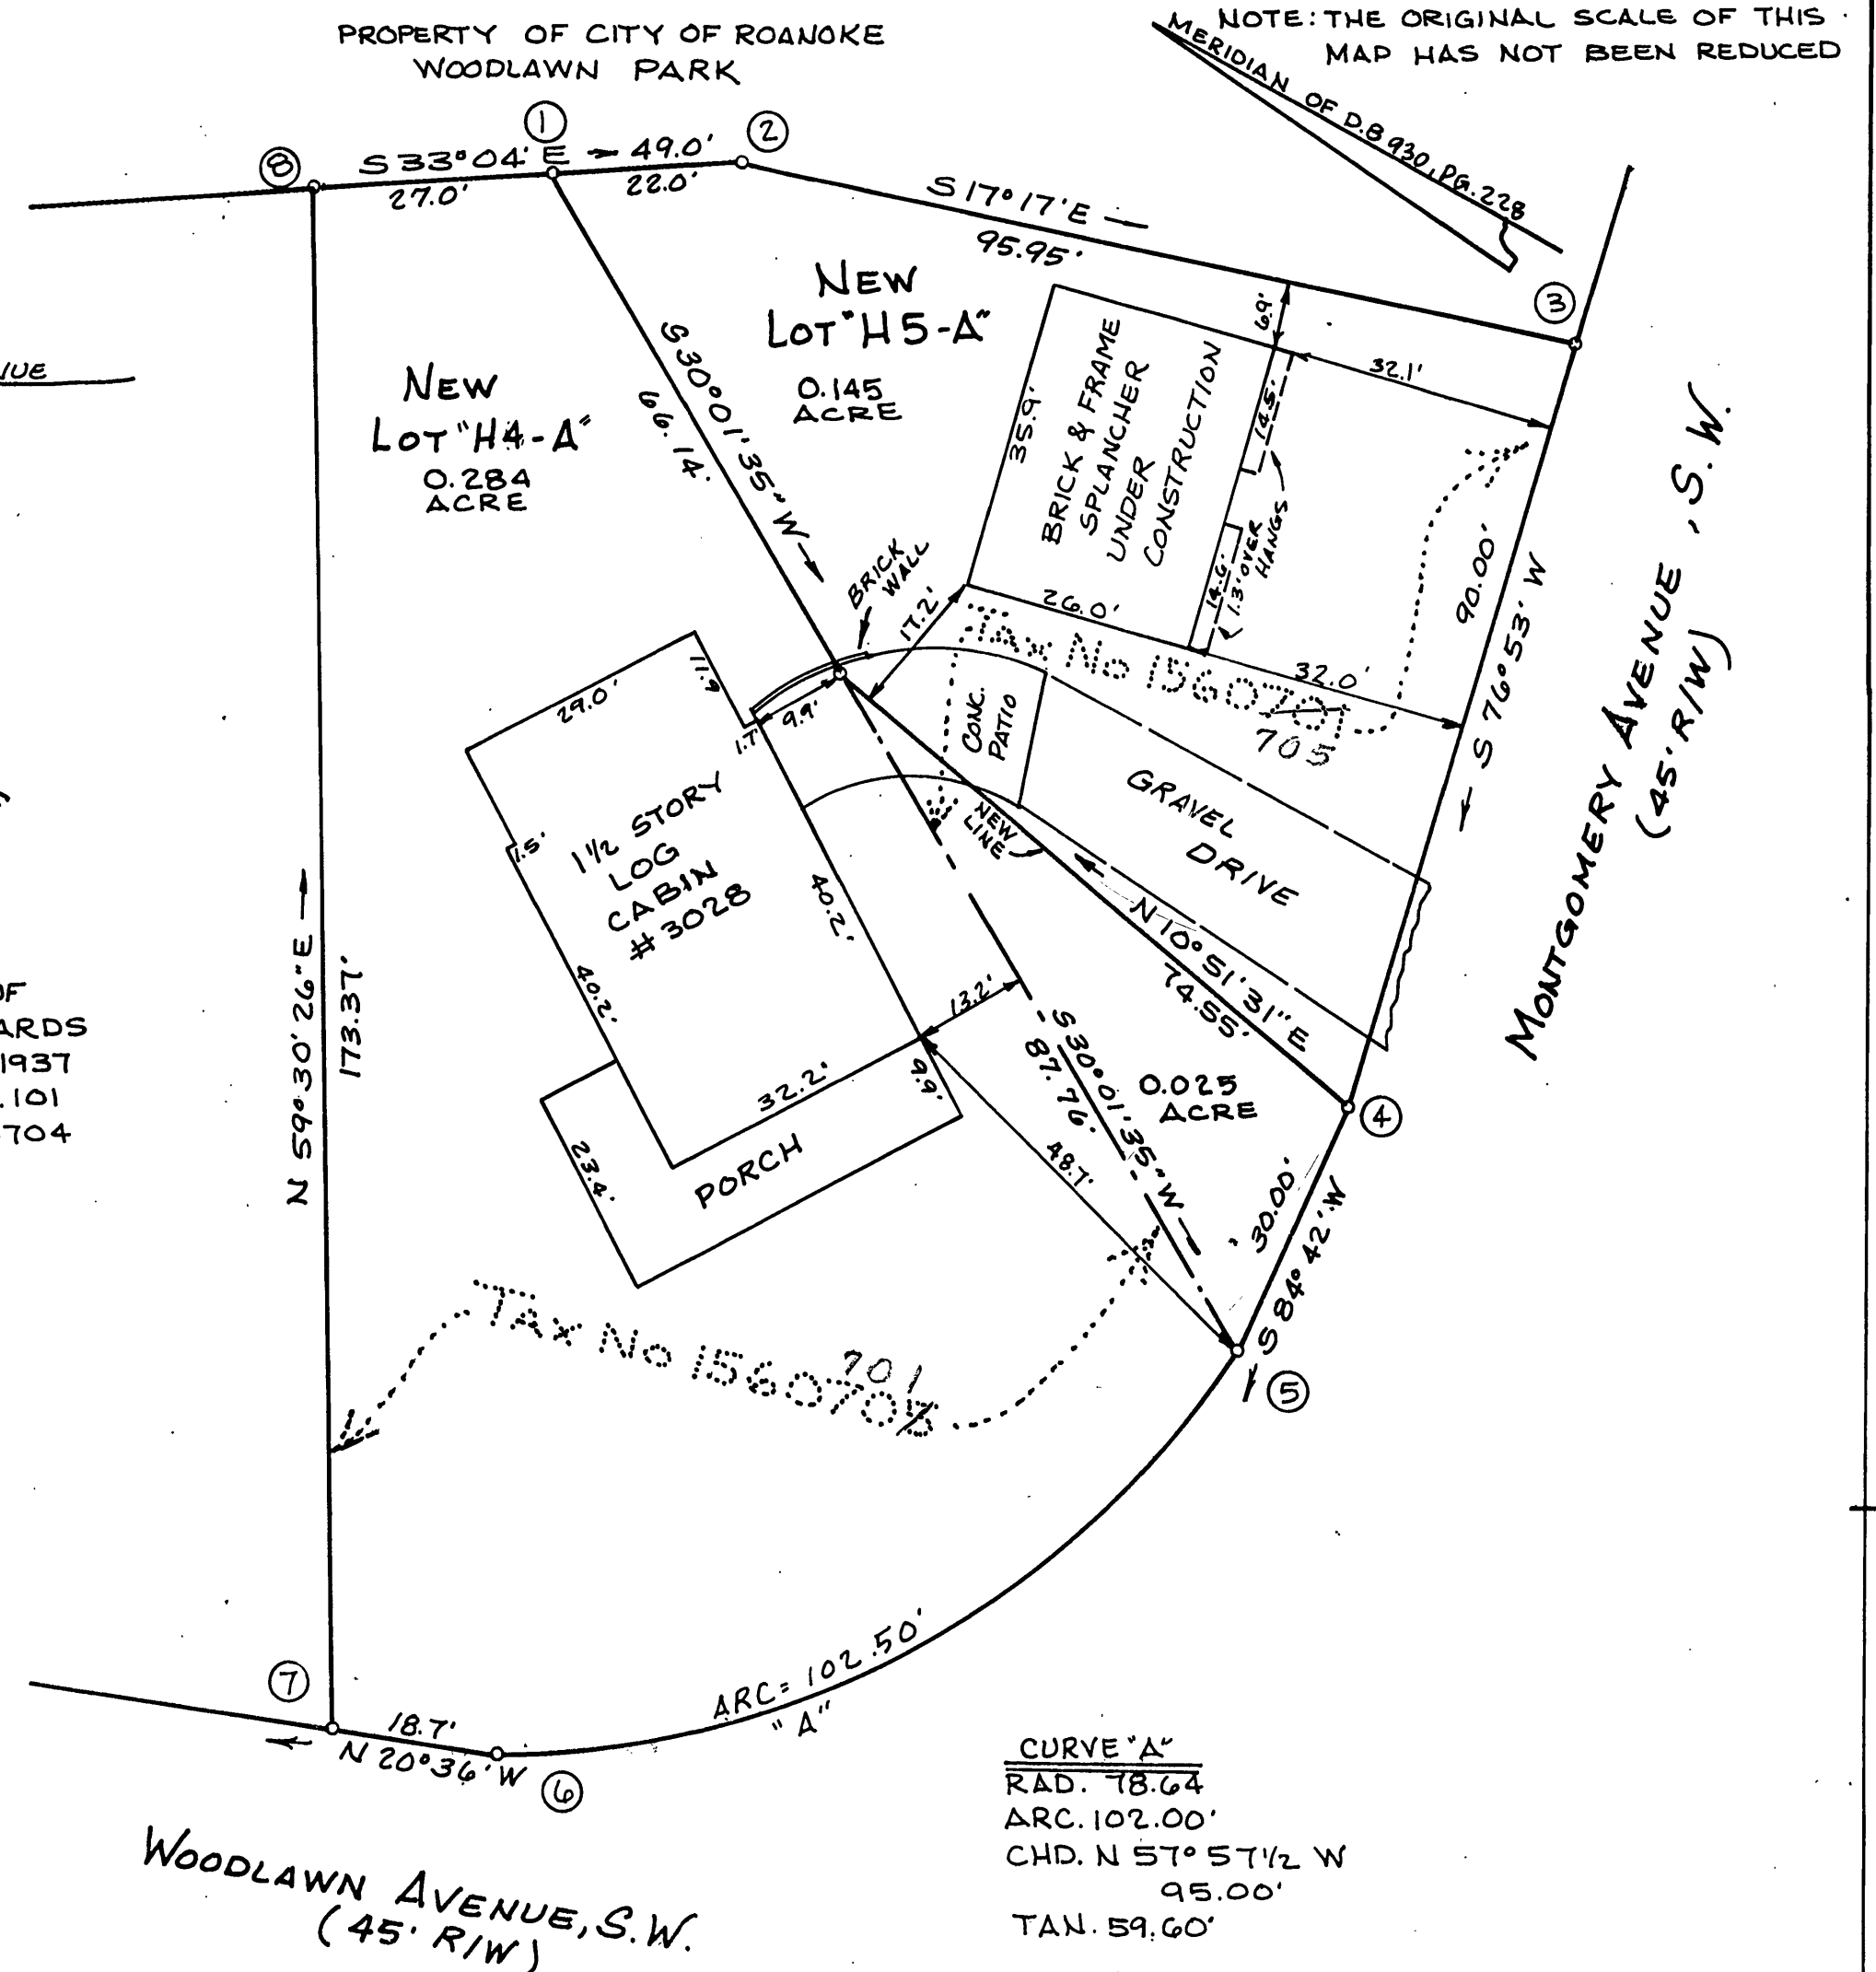 PROPERTY OF CITY OF ROANOKE
WOODLAWN PARK
NOTE: THE ORIGINAL SCALE OF THIS
MAP HAS NOT BEEN REDUCED
MERIDIAN OF D.B 930, PG. 228
8
1
2
S 33° 04' E 49.0'
27.0'
22.0'
S 17° 17' E
95.95'
3
NEW
LOT "H5-A"
0.145
ACRE
NEW
LOT "H4-A"
0.284
ACRE
S 30° 01' 35" W
66.14'
BRICK & FRAME
SPLANCHER
UNDER
CONSTRUCTION
35.9'
6.9'
32.1'
14.5'
14.6'
1.3' OVER
HANGS
26.0'
32.0'
17.2'
BRICK
WALL
90.00'
S 76° 53' W
MONTGOMERY AVENUE, S.W.
(45' R/W)
TAX No 1560701
705
CONC.
PATIO
GRAVEL
DRIVE
NEW
LINE
N 10° 51' 31" E
74.55'
11.9
29.0'
1.7'
9.9'
1.5'
1 1/2 STORY
LOG
CABIN
# 3028
40.2'
40.2'
13.2'
32.2'
9.9'
PORCH
23.4'
48.7'
S 30° 01' 35" W
87.76'
0.025
ACRE
4
30.00'
S 84° 42' W
5
N 59° 30' 26" E
173.37'
OF
ARDS
1937
.101
704
TAX No 1560705
701
7
18.7'
N 20° 36' W
6
ARC = 102.50'
"A"
CURVE "A"
RAD. 78.64
ARC. 102.00'
CHD. N 57° 57 1/2 W
95.00'
TAN. 59.60'
WOODLAWN AVENUE, S.W.
(45' R/W)